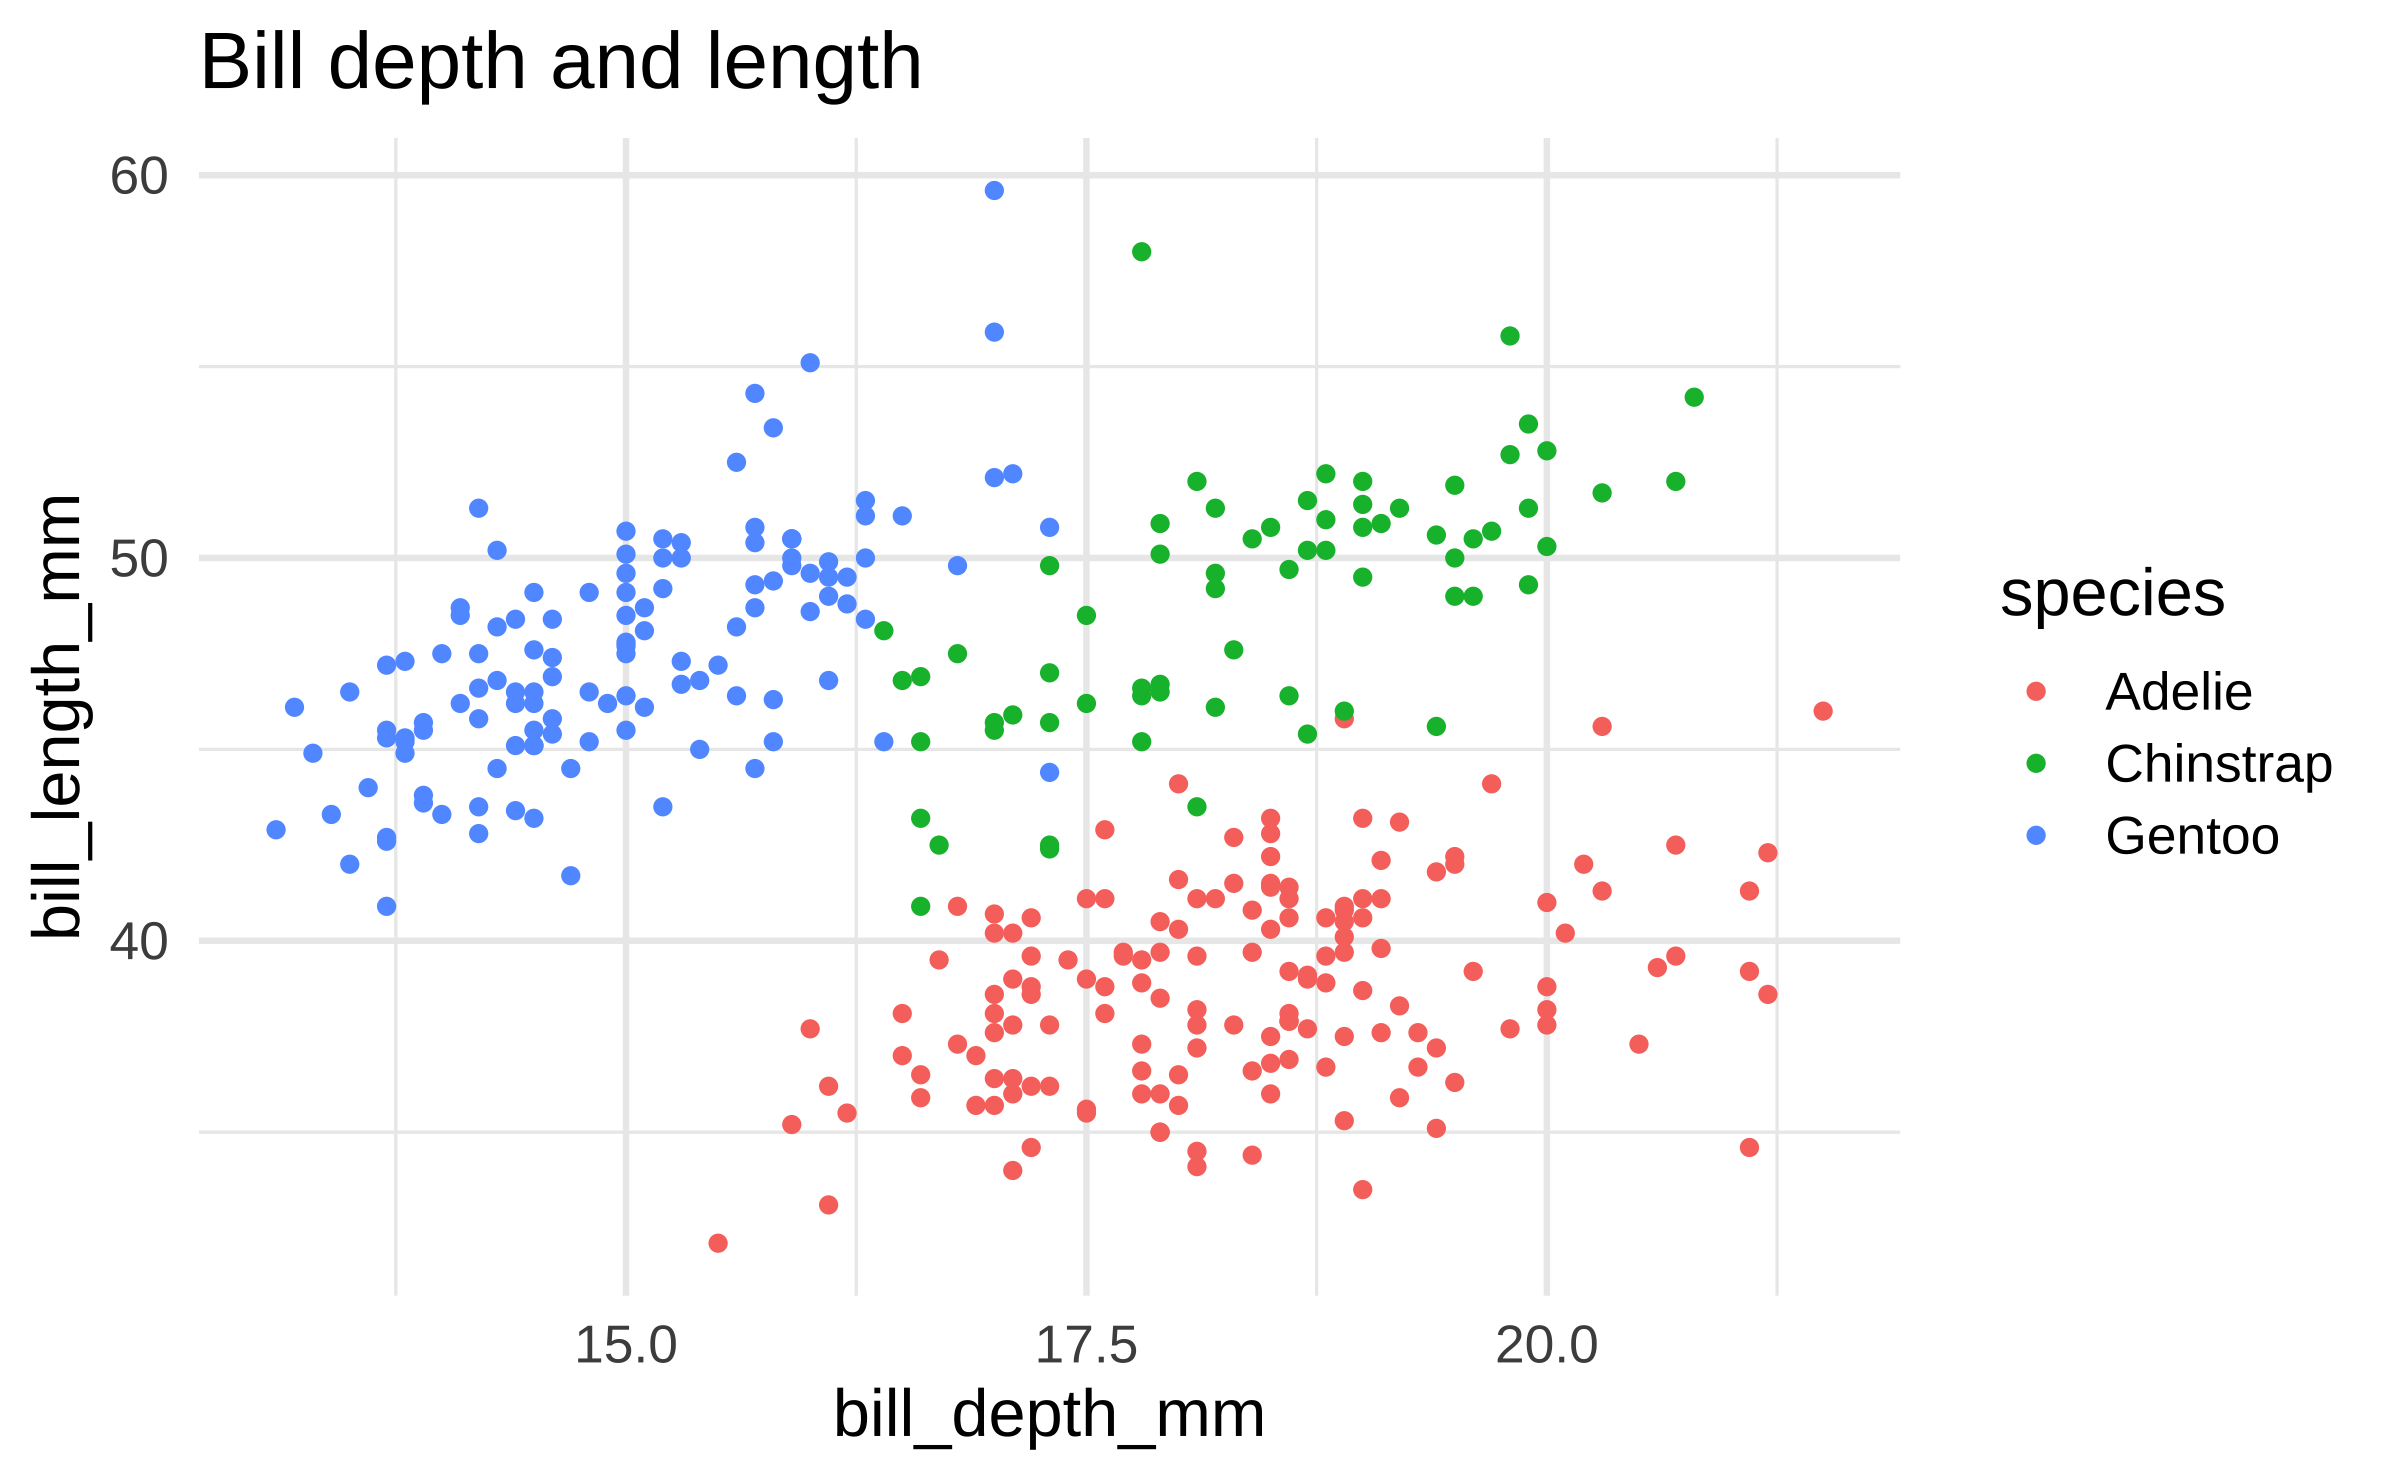 Bill depth and length
60
50
40
bill_length_mm
15.0
17.5
20.0
bill_depth_mm
species
Adelie
Chinstrap
Gentoo